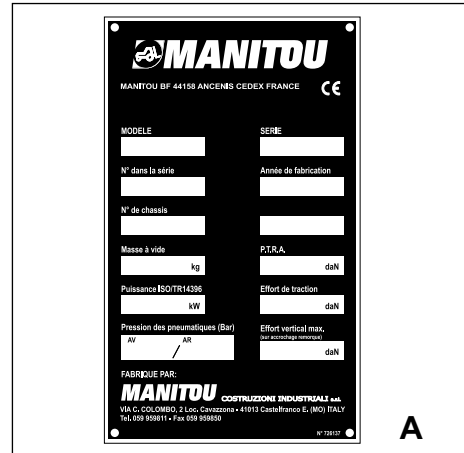 MANITOU
MANITOU BF 44158 ANCENIS CEDEX FRANCE CE
MODELE SERIE
N° dans la série Année de fabrication
N° de chassis
Masse à vide P.T.R.A.
kg daN
Puissance ISO/TR14396 Effort de traction
kW daN
Pression des pneumatiques (Bar) Effort vertical max.
(sur accrochage remorque)
AV / AR daN
FABRIQUE PAR:
MANITOU COSTRUZIONI INDUSTRIALI s.r.l.
VIA C. COLOMBO, 2 Loc. Cavazzona - 41013 Castelfranco E. (MO) ITALY
Tel. 059 959811 - Fax 059 959850
N° 726137
A